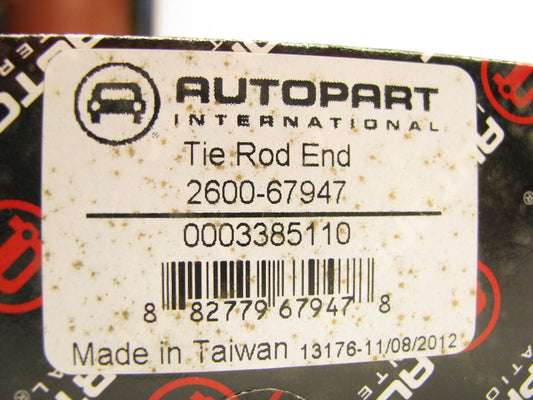 AUTOPART
INTERNATIONAL
Tie Rod End
2600-67947
0003385110
8 82779 67947 8
Made in Taiwan 13176-11/08/2012